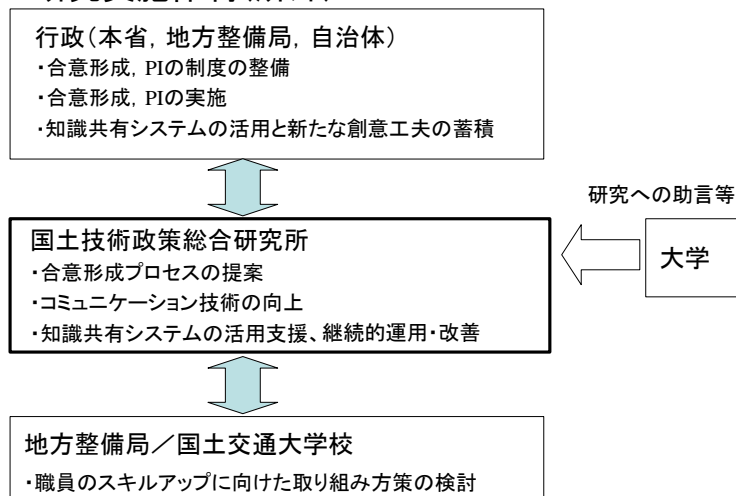 行政(本省, 地方整備局, 自治体)
・合意形成, PIの制度の整備
・合意形成, PIの実施
・知識共有システムの活用と新たな創意工夫の蓄積
研究への助言等
大学
国土技術政策総合研究所
・合意形成プロセスの提案
・コミュニケーション技術の向上
・知識共有システムの活用支援、継続的運用・改善
地方整備局／国土交通大学校
・職員のスキルアップに向けた取り組み方策の検討